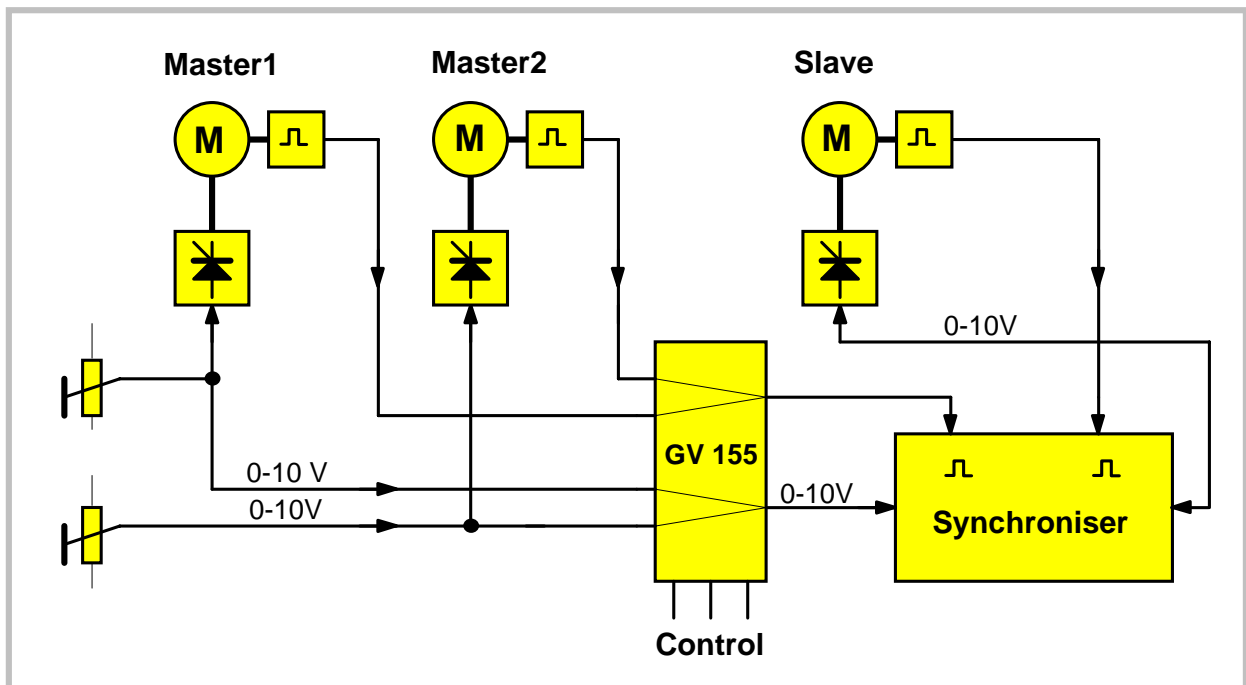 Master1
Master2
Slave
M
M
M
0-10V
GV 155
0-10 V
0-10V
0-10V
Synchroniser
Control